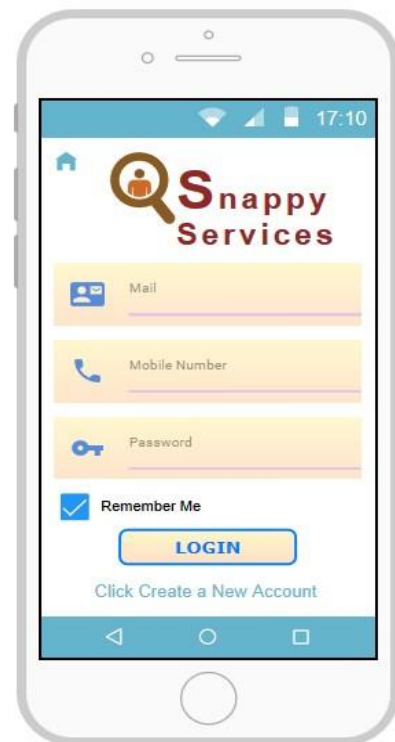 17:10
Snappy
Services
Mail
Mobile Number
Password
Remember Me
LOGIN
Click Create a New Account